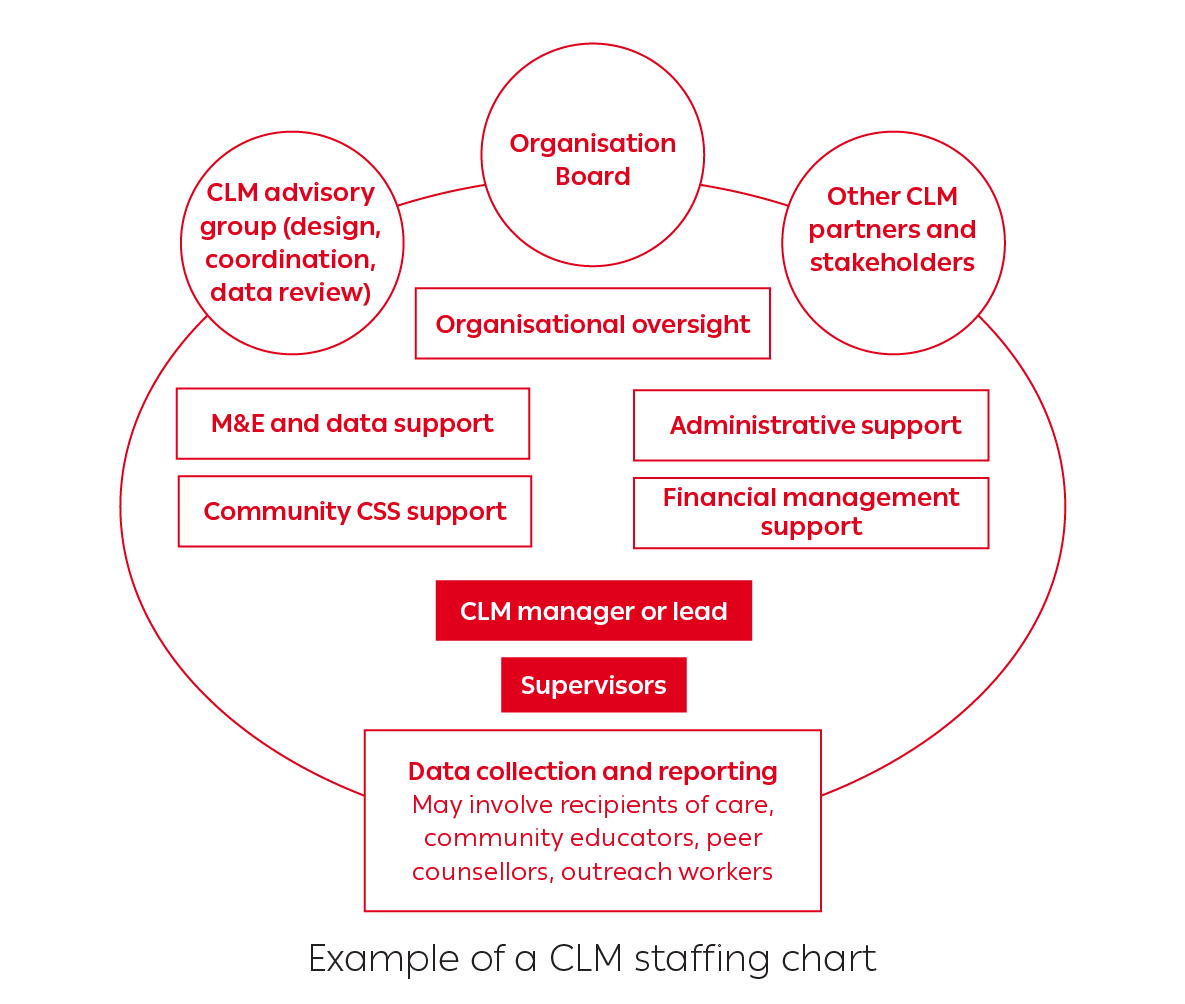 Organisation
Board
CLM advisory
group (design,
coordination,
data review)
Other CLM
partners and
stakeholders
Organisational oversight
M&E and data support
Administrative support
Community CSS support
Financial management
support
CLM manager or lead
Supervisors
Data collection and reporting
May involve recipients of care,
community educators, peer
counsellors, outreach workers
Example of a CLM staffing chart